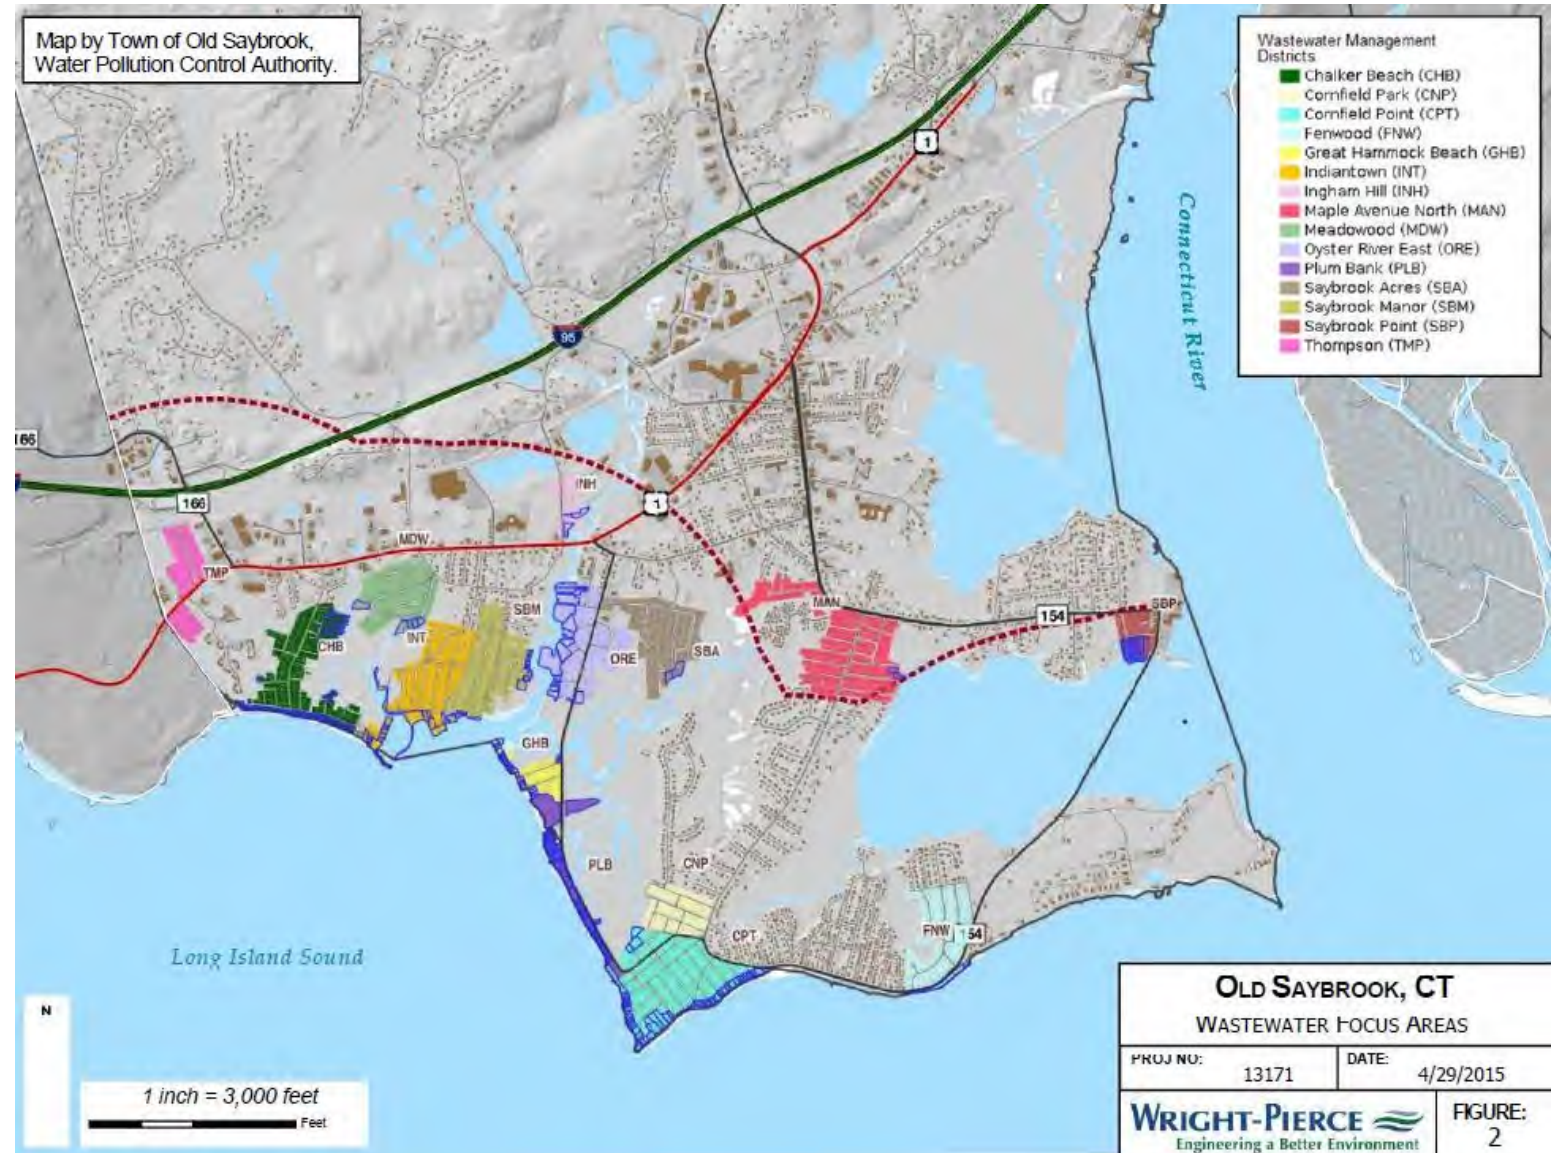 Map by Town of Old Saybrook,
Water Pollution Control Authority.
Wastewater Management
Districts
Chalker Beach (CHB)
Cornfield Park (CNP)
Cornfield Point (CPT)
Fenwood (FNW)
Great Hammock Beach (GHB)
Indiantown (INT)
Ingham Hill (INH)
Maple Avenue North (MAN)
Meadowood (MDW)
Oyster River East (ORE)
Plum Bank (PLB)
Saybrook Acres (SBA)
Saybrook Manor (SBM)
Saybrook Point (SBP)
Thompson (TMP)
1
Connecticut River
95
166
INH
166
1
MDW
TMP
SBM
MAN
154
SBP
INT
CHB
ORE
SBA
GHB
PLB
CNP
CPT
FNW
154
Long Island Sound
N
1 inch = 3,000 feet
Feet
OLD SAYBROOK, CT
WASTEWATER FOCUS AREAS
PROJ NO:
13171
DATE:
4/29/2015
WRIGHT-PIERCE
Engineering a Better Environment
FIGURE:
2